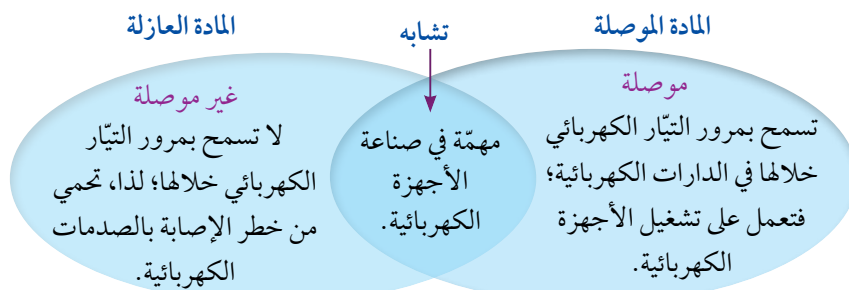 المادة الموصلة
تشابه
المادة العازلة
موصلة
تسمح بمرور التيّار الكهربائي
خلالها في الدارات الكهربائية؛
فتعمل على تشغيل الأجهزة
الكهربائية.
مهمّة في صناعة
الأجهزة
الكهربائية.
غير موصلة
لا تسمح بمرور التيّار
الكهربائي خلالها؛ لذا، تحمي
من خطر الإصابة بالصدمات
الكهربائية.